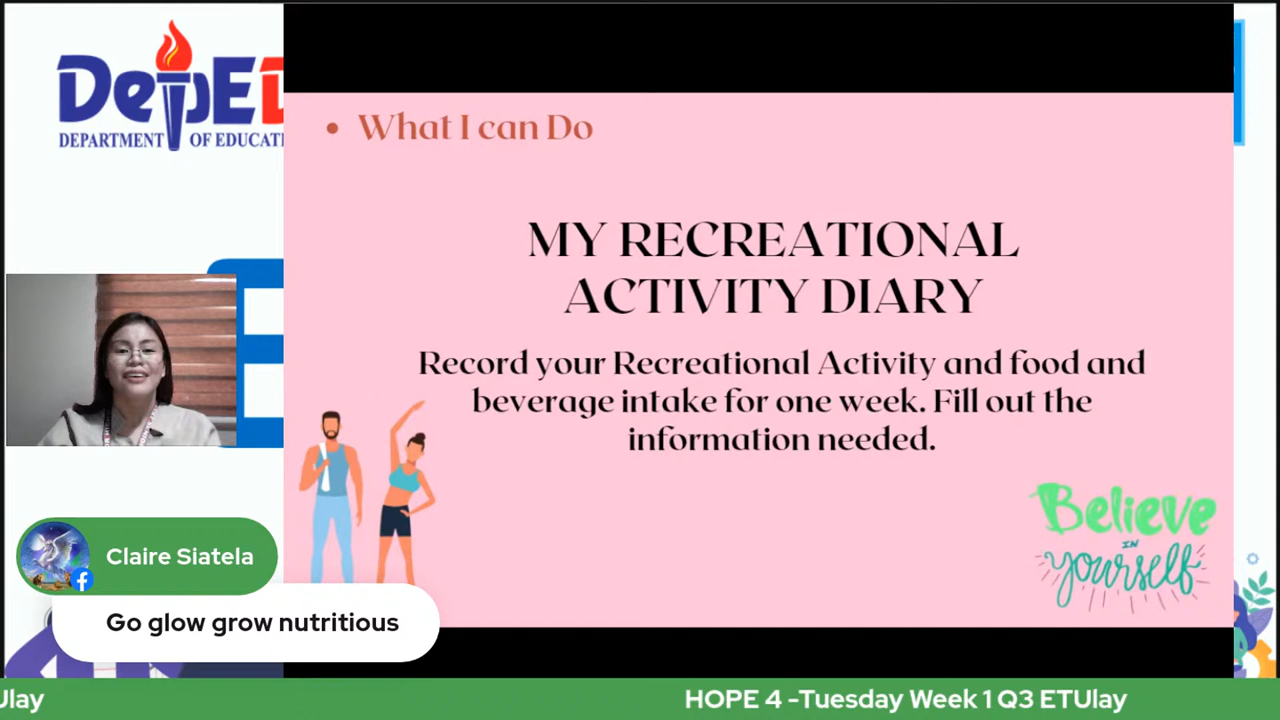 DepED
DEPARTMENT OF EDUCATI
• What I can Do
MY RECREATIONAL
ACTIVITY DIARY
Record your Recreational Activity and food and
beverage intake for one week. Fill out the
information needed.
Believe
IN
yourself
Claire Siatela
Go glow grow nutritious
Ulay
HOPE 4 -Tuesday Week 1 Q3 ETUlay